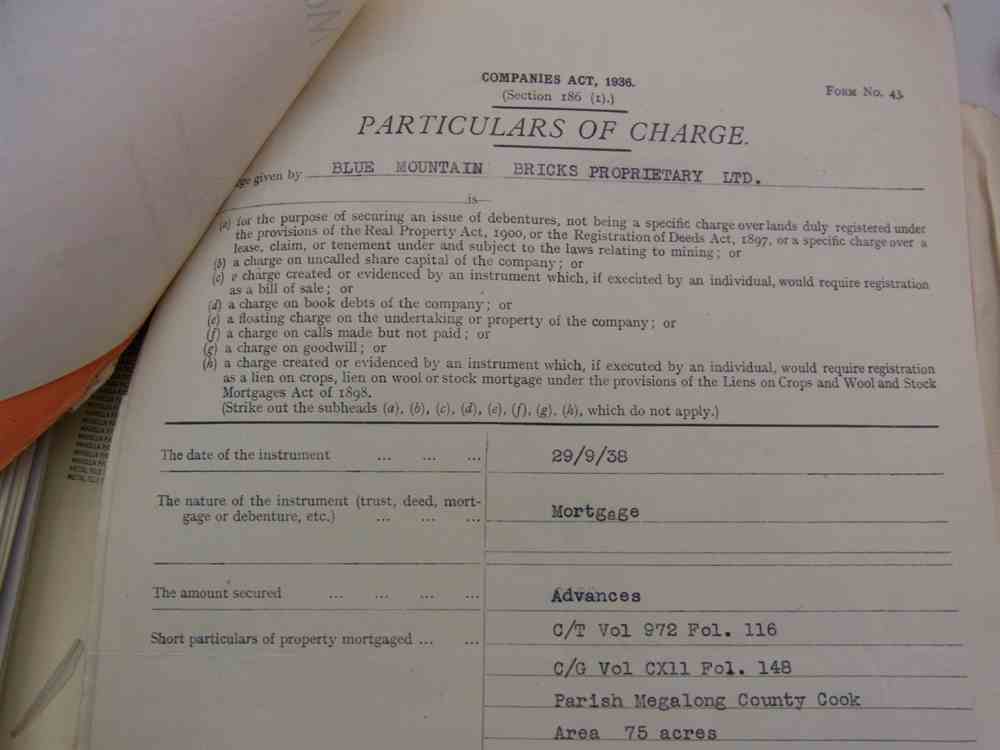 COMPANIES ACT, 1936.
(Section 186 (1).)
FORM No. 43.
PARTICULARS OF CHARGE.
given by BLUE MOUNTAIN BRICKS PROPRIETARY LTD.
is—
(a) for the purpose of securing an issue of debentures, not being a specific charge over lands duly registered under
the provisions of the Real Property Act, 1900, or the Registration of Deeds Act, 1897, or a specific charge over a
lease, claim, or tenement under and subject to the laws relating to mining; or
(b) a charge on uncalled share capital of the company; or
(c) a charge created or evidenced by an instrument which, if executed by an individual, would require registration
as a bill of sale; or
(d) a charge on book debts of the company; or
(e) a floating charge on the undertaking or property of the company; or
(f) a charge on calls made but not paid; or
(g) a charge on goodwill; or
(h) a charge created or evidenced by an instrument which, if executed by an individual, would require registration
as a lien on crops, lien on wool or stock mortgage under the provisions of the Liens on Crops and Wool and Stock
Mortgages Act of 1898.
(Strike out the subheads (a), (b), (c), (d), (e), (f), (g), (h), which do not apply.)
The date of the instrument ... ... ... 29/9/38
The nature of the instrument (trust, deed, mort-
gage or debenture, etc.) ... ... ... Mortgage
The amount secured ... ... ... ... Advances
Short particulars of property mortgaged ... ... C/T Vol 972 Fol. 116
C/G Vol CX11 Fol. 148
Parish Megalong County Cook
Area 75 acres